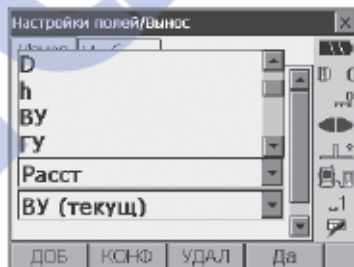 Настройки полей/Вынос
D
h
ВУ
ГУ
Расст
ВУ (текущ)
ДОБ КОНФ УДАЛ Да